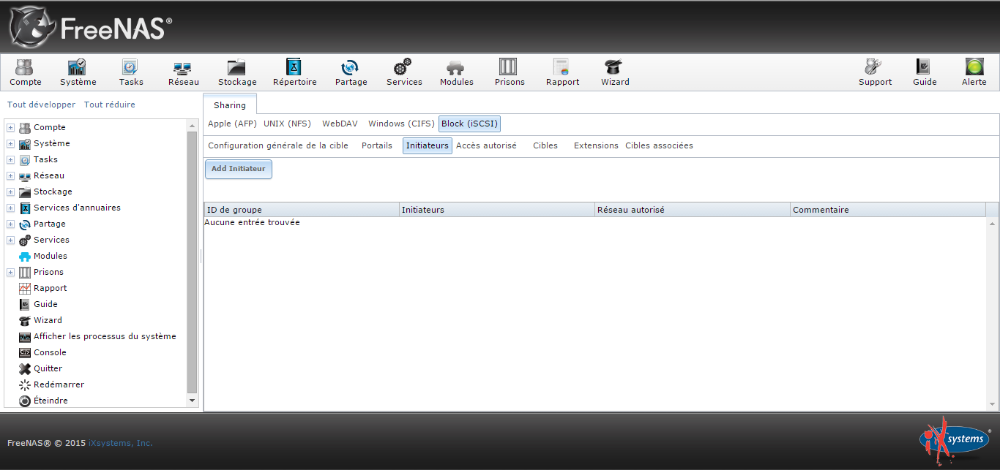 FreeNAS®
Compte Système Tasks Réseau Stockage Répertoire Partage Services Modules Prisons Rapport Wizard Support Guide Alerte
Tout développer Tout réduire
Compte
Système
Tasks
Réseau
Stockage
Services d'annuaires
Partage
Services
Modules
Prisons
Rapport
Guide
Wizard
Afficher les processus du système
Console
Quitter
Redémarrer
Éteindre
Sharing
Apple (AFP) UNIX (NFS) WebDAV Windows (CIFS) Block (iSCSI)
Configuration générale de la cible Portails Initiateurs Accès autorisé Cibles Extensions Cibles associées
Add Initiateur
ID de groupe Initiateurs Réseau autorisé Commentaire
Aucune entrée trouvée
FreeNAS® © 2015 iXsystems, Inc.
iXsystems®